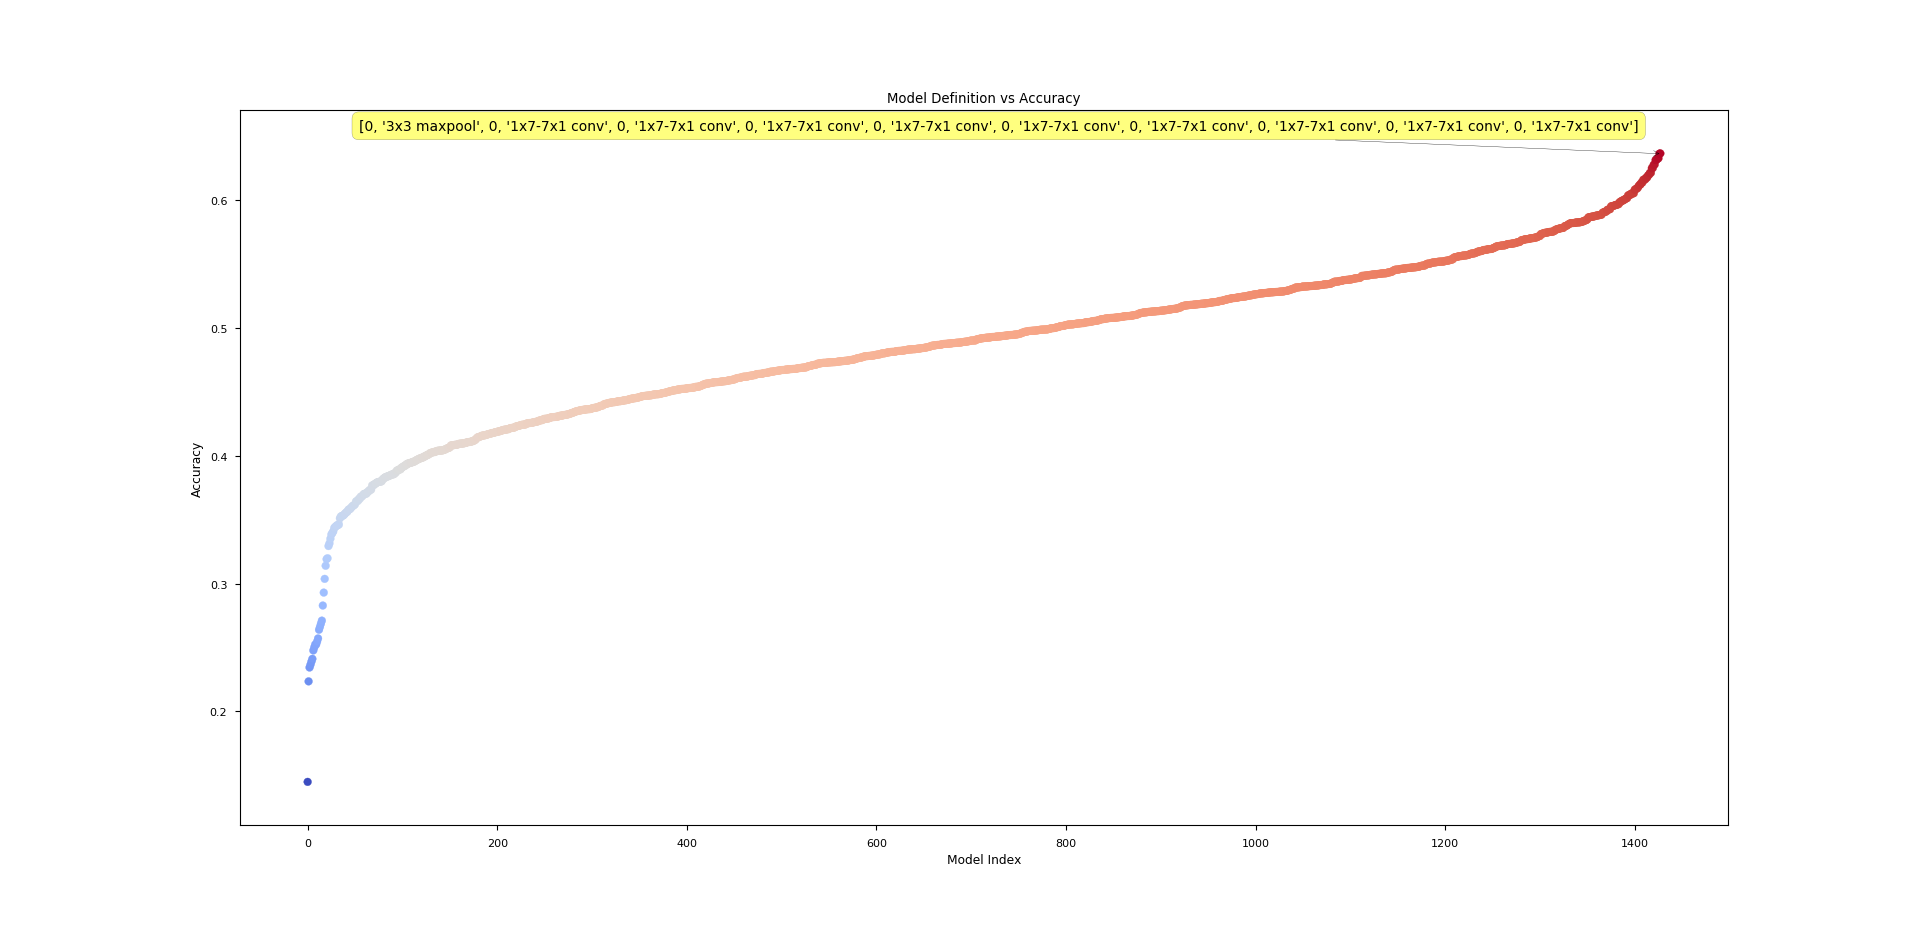 Model Definition vs Accuracy
[0, '3x3 maxpool', 0, '1x7-7x1 conv', 0, '1x7-7x1 conv', 0, '1x7-7x1 conv', 0, '1x7-7x1 conv', 0, '1x7-7x1 conv', 0, '1x7-7x1 conv', 0, '1x7-7x1 conv', 0, '1x7-7x1 conv', 0, '1x7-7x1 conv']
0.6
0.5
0.4
0.3
0.2
Accuracy
0 200 400 600 800 1000 1200 1400
Model Index